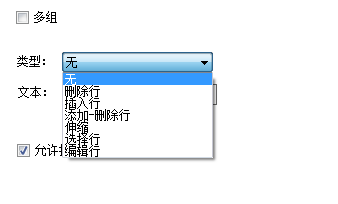 多组
类型： 无
无
删除行
文本： 插入行
添加-删除行
伸缩
选择行
允许 编辑行